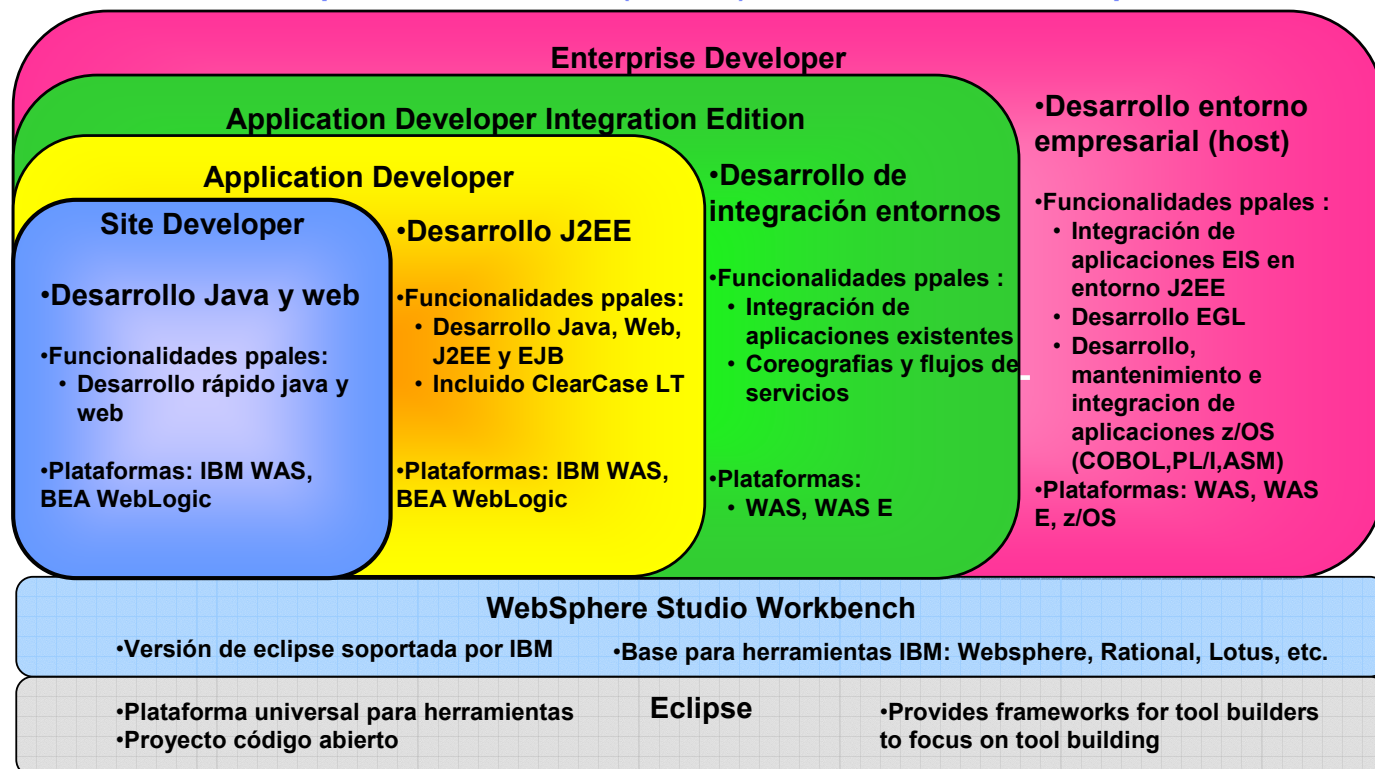 Enterprise Developer
Application Developer Integration Edition
Application Developer
Site Developer
•Desarrollo Java y web
•Funcionalidades ppales:
• Desarrollo rápido java y
web
•Plataformas: IBM WAS,
BEA WebLogic
•Desarrollo J2EE
•Funcionalidades ppales:
• Desarrollo Java, Web,
J2EE y EJB
• Incluido ClearCase LT
•Plataformas: IBM WAS,
BEA WebLogic
•Desarrollo de
integración entornos
•Funcionalidades ppales :
• Integración de
aplicaciones existentes
• Coreografias y flujos de
servicios
•Plataformas:
• WAS, WAS E
•Desarrollo entorno
empresarial (host)
•Funcionalidades ppales :
• Integración de
aplicaciones EIS en
entorno J2EE
• Desarrollo EGL
• Desarrollo,
mantenimiento e
integracion de
aplicaciones z/OS
(COBOL,PL/I,ASM)
•Plataformas: WAS, WAS
E, z/OS
WebSphere Studio Workbench
•Versión de eclipse soportada por IBM
•Base para herramientas IBM: Websphere, Rational, Lotus, etc.
Eclipse
•Plataforma universal para herramientas
•Proyecto código abierto
•Provides frameworks for tool builders
to focus on tool building